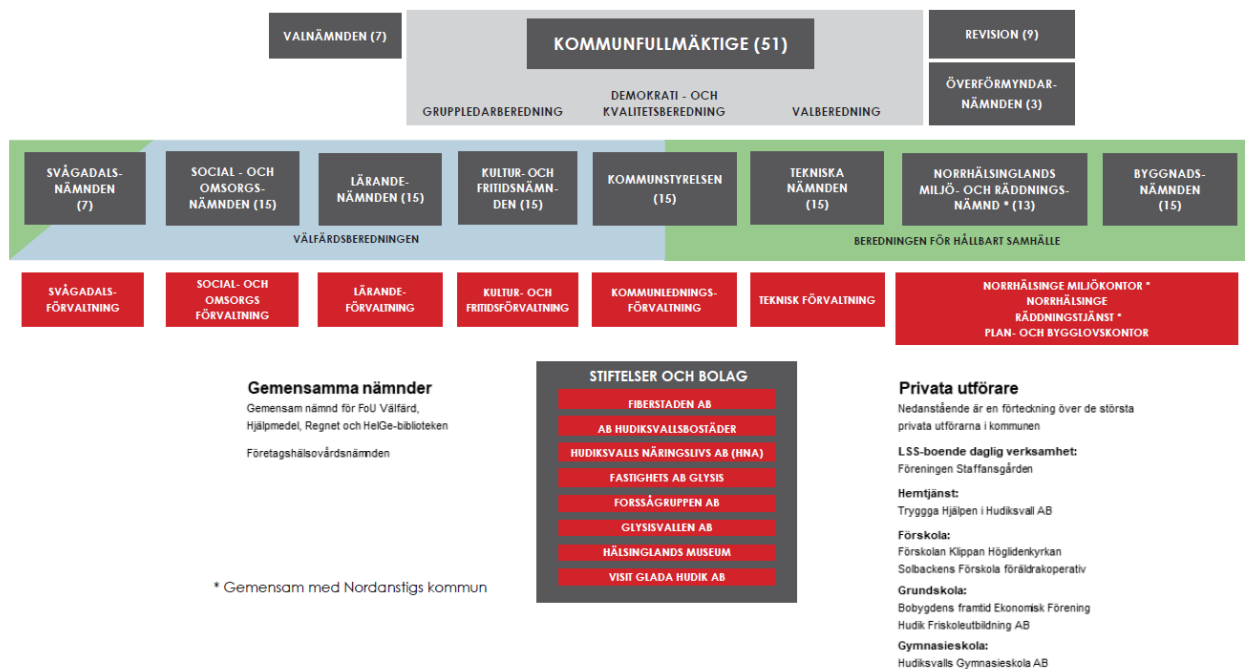 VALNÄMNDEN (7)
KOMMUNFULLMÄKTIGE (51)
REVISION (9)
ÖVERFÖRMYNDAR-
NÄMNDEN (3)
GRUPPLEDARBEREDNING
DEMOKRATI - OCH
KVALITETSBEREDNING
VALBEREDNING
SVÅGADALS-
NÄMNDEN
(7)
SOCIAL - OCH
OMSORGS-
NÄMNDEN (15)
LÄRANDE-
NÄMNDEN (15)
KULTUR- OCH
FRITIDSNÄMN-
DEN (15)
KOMMUNSTYRELSEN
(15)
TEKNISKA
NÄMNDEN
(15)
NORRHÄLSINGLANDS
MILJÖ- OCH RÄDDNINGS-
NÄMND * (13)
BYGGNADS-
NÄMNDEN
(15)
VÄLFÄRDSBEREDNINGEN
BEREDNINGEN FÖR HÅLLBART SAMHÄLLE
SVÅGADALS-
FÖRVALTNING
SOCIAL- OCH
OMSORGS
FÖRVALTNING
LÄRANDE-
FÖRVALTNING
KULTUR- OCH
FRITIDSFÖRVALTNING
KOMMUNLEDNINGS-
FÖRVALTNING
TEKNISK FÖRVALTNING
NORRHÄLSINGE MILJÖKONTOR *
NORRHÄLSINGE
RÄDDNINGSTJÄNST *
PLAN- OCH BYGGLOVSKONTOR
Gemensamma nämnder
Gemensam nämnd för FoU Välfärd,
Hjälpmedel, Regnet och HelGe-biblioteken
Företagshälsovårdsnämnden
* Gemensam med Nordanstigs kommun
STIFTELSER OCH BOLAG
FIBERSTADEN AB
AB HUDIKSVALLSBOSTÄDER
HUDIKSVALLS NÄRINGSLIVS AB (HNA)
FASTIGHETS AB GLYSIS
FORSSÅGRUPPEN AB
GLYSISVALLEN AB
HÄLSINGLANDS MUSEUM
VISIT GLADA HUDIK AB
Privata utförare
Nedanstående är en förteckning över de största
privata utförarna i kommunen
LSS-boende daglig verksamhet:
Föreningen Staffansgården
Hemtjänst:
Tryggga Hjälpen i Hudiksvall AB
Förskola:
Förskolan Klippan Höglidenkyrkan
Solbackens Förskola föräldrakoperativ
Grundskola:
Bobygdens framtid Ekonomisk Förening
Hudik Friskoleutbildning AB
Gymnasieskola:
Hudiksvalls Gymnasieskola AB